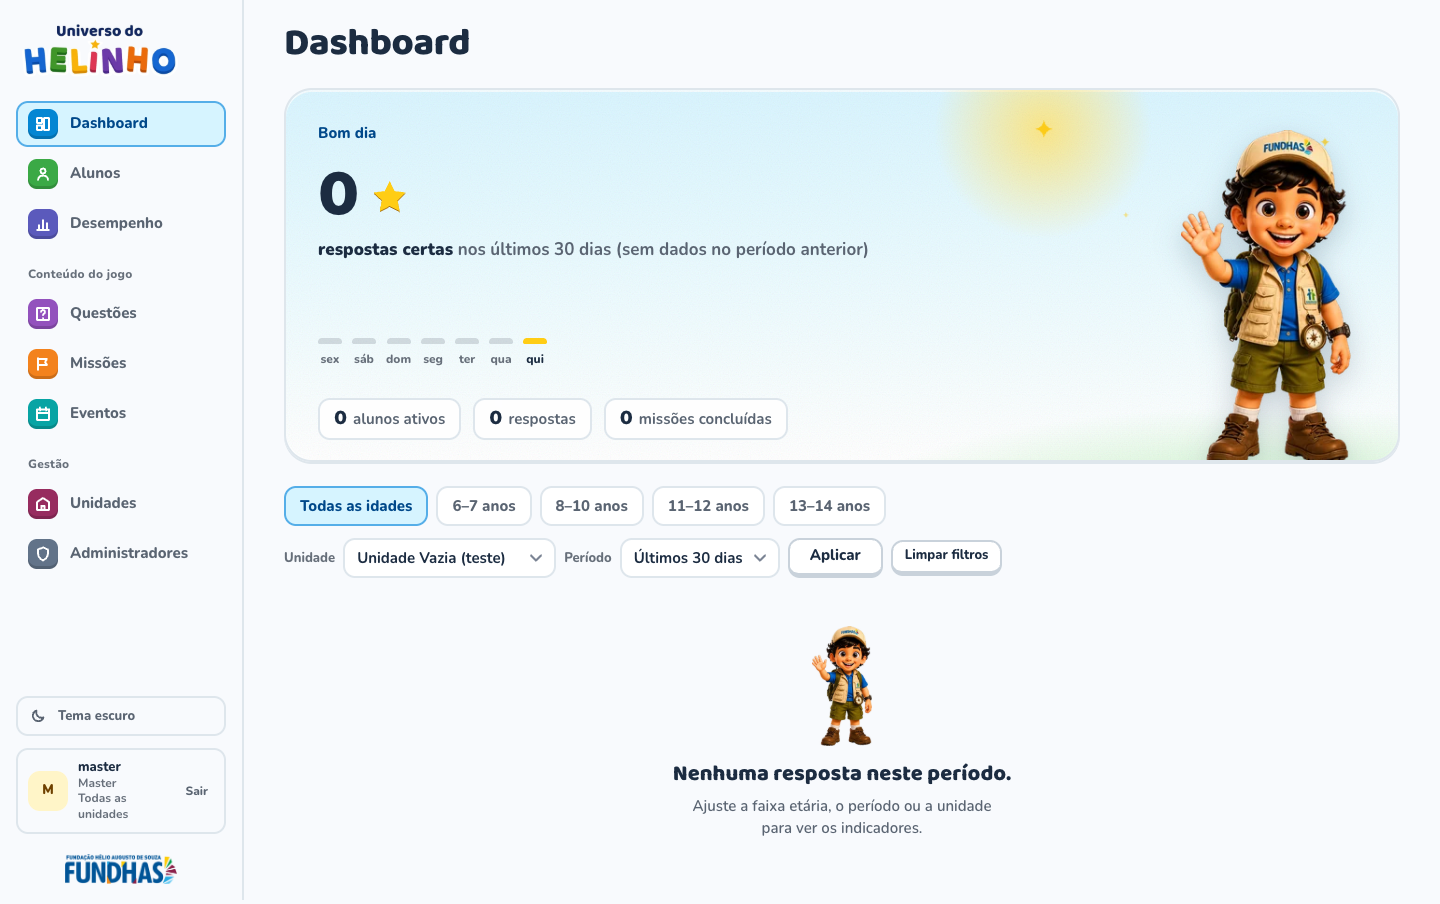 Universo do
HELINHO
Dashboard
Alunos
Desempenho
Conteúdo do jogo
Questões
Missões
Eventos
Gestão
Unidades
Administradores
Tema escuro
M
master
Master
Todas as
unidades
Sair
FUNDAÇÃO HÉLIO AUGUSTO DE SOUZA
FUNDHAS
Dashboard
Bom dia
0
respostas certas nos últimos 30 dias (sem dados no período anterior)
sex sáb dom seg ter qua qui
0 alunos ativos
0 respostas
0 missões concluídas
FUNDHAS
Todas as idades
6–7 anos
8–10 anos
11–12 anos
13–14 anos
Unidade
Unidade Vazia (teste)
Período
Últimos 30 dias
Aplicar
Limpar filtros
FUNDHAS
Nenhuma resposta neste período.
Ajuste a faixa etária, o período ou a unidade
para ver os indicadores.